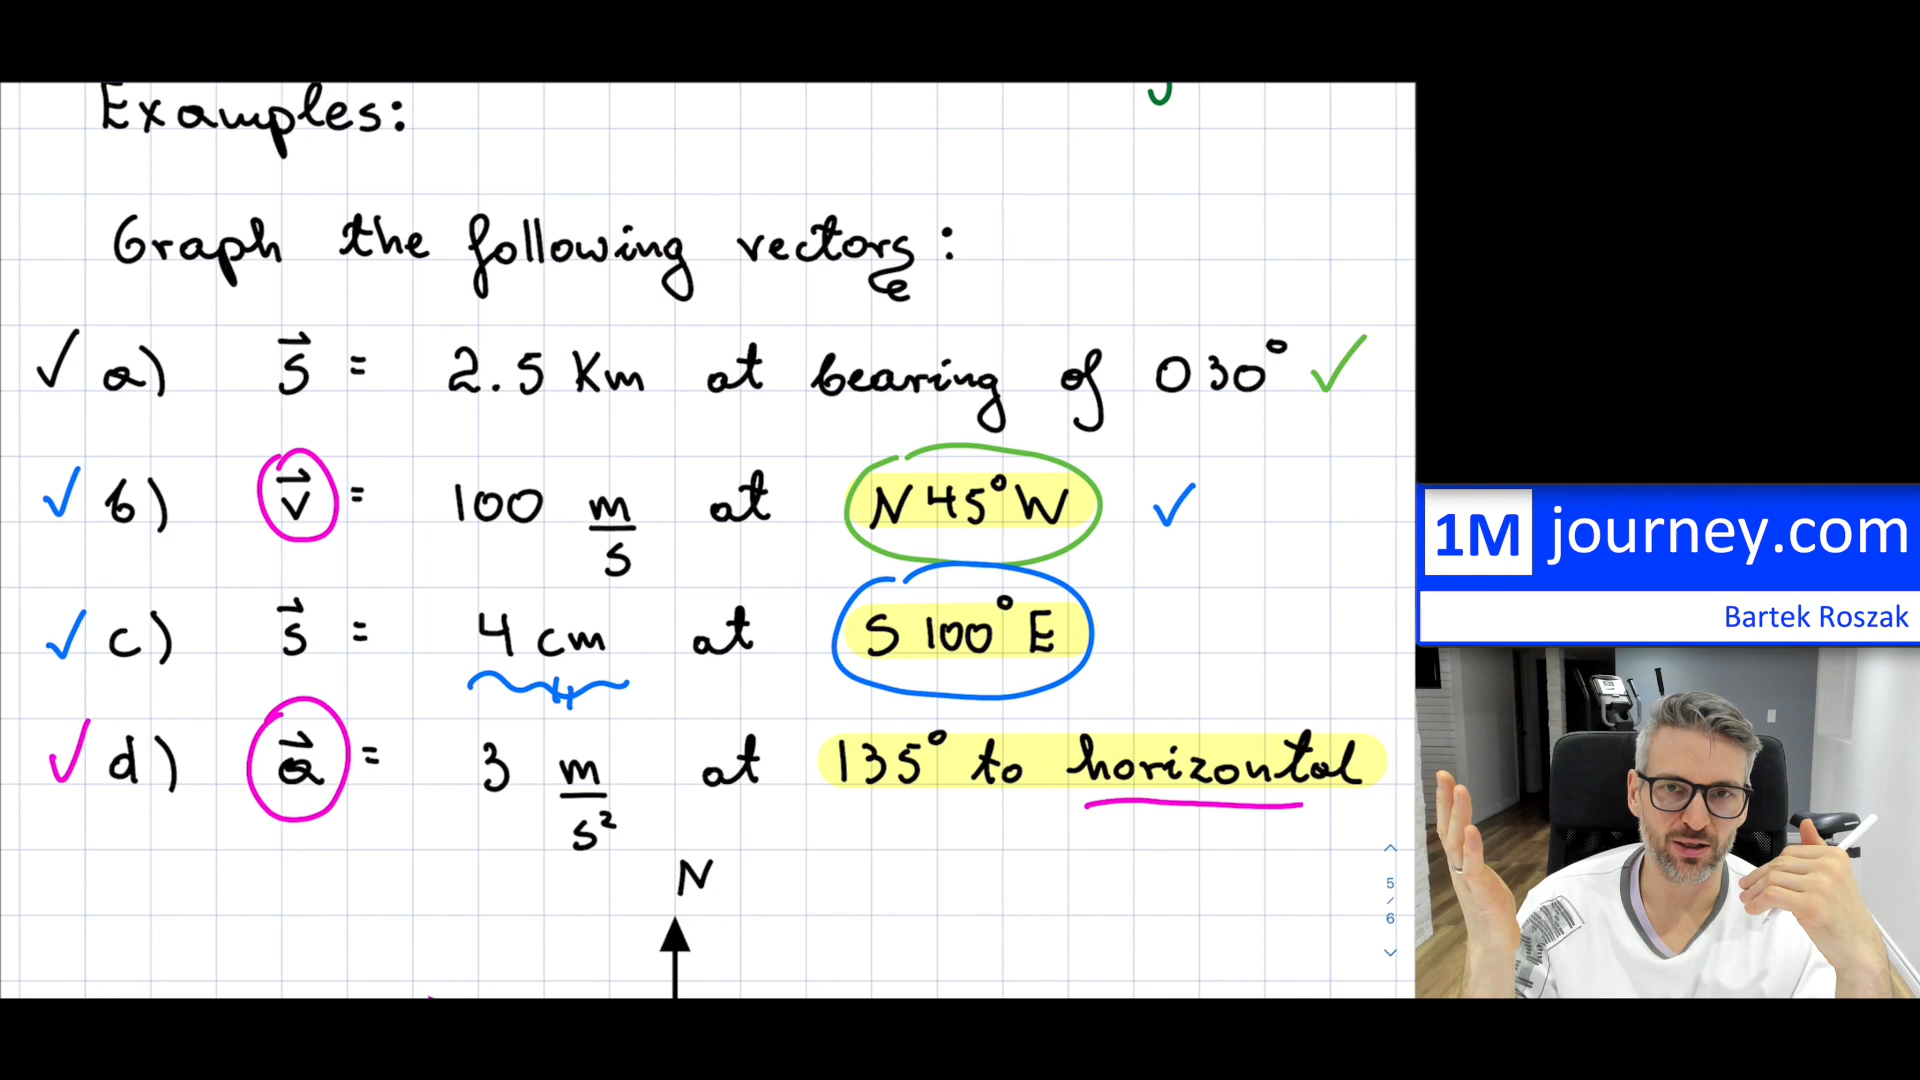 Examples:
Graph the following vectors:
a) s⃗ = 2.5 Km at bearing of 030°
b) v⃗ = 100 m/s at N45°W
c) s⃗ = 4 cm at S 100° E
d) a⃗ = 3 m/s² at 135° to horizontal
N
5
/
6
1M journey.com
Bartek Roszak